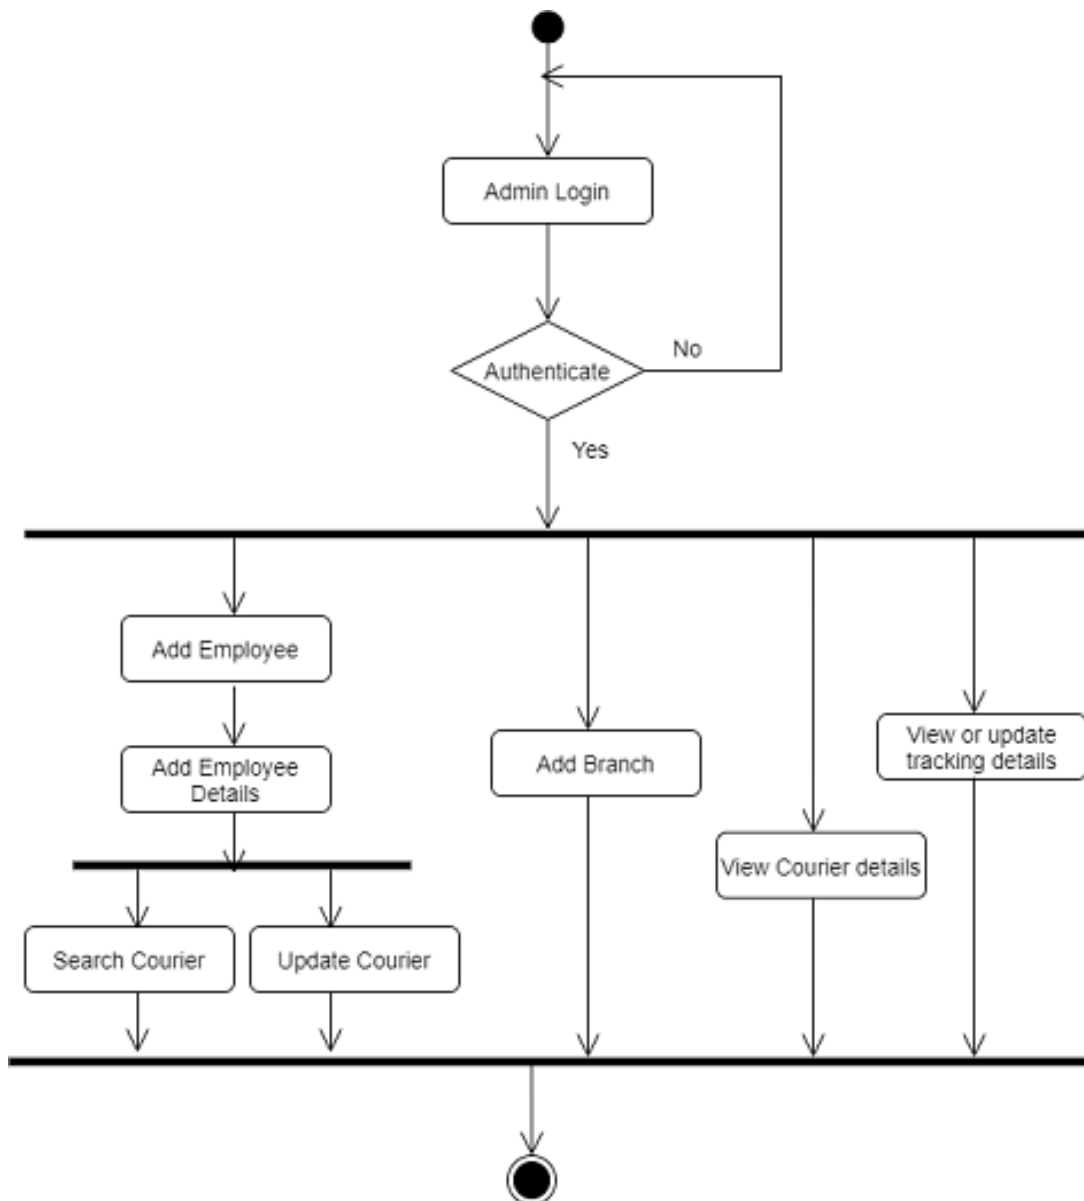 Admin Login
Authenticate
No
Yes
Add Employee
Add Employee
Details
Add Branch
View or update
tracking details
View Courier details
Search Courier
Update Courier